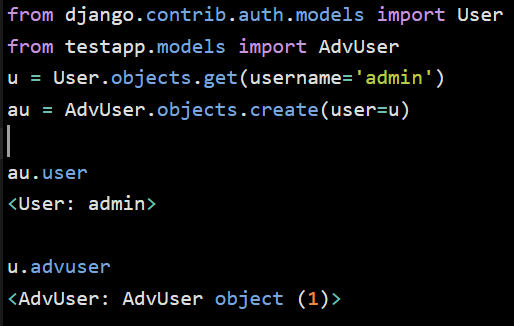 from django.contrib.auth.models import User
from testapp.models import AdvUser
u = User.objects.get(username='admin')
au = AdvUser.objects.create(user=u)
au.user
<User: admin>
u.advuser
<AdvUser: AdvUser object (1)>